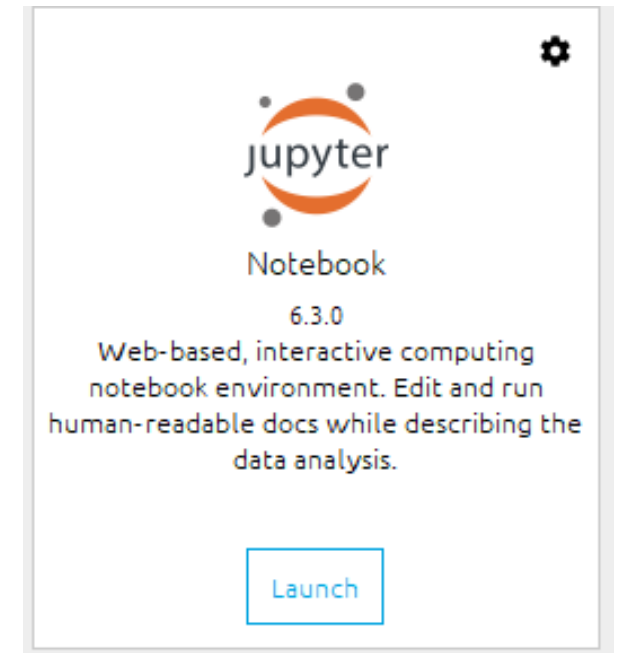 jupyter
Notebook
6.3.0
Web-based, interactive computing
notebook environment. Edit and run
human-readable docs while describing the
data analysis.
Launch